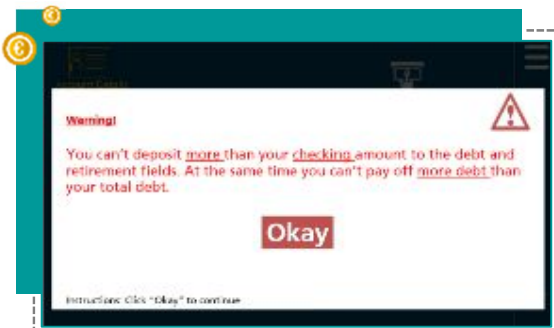 Warning!
You can't deposit more than your checking amount to the debt and
retirement fields. At the same time you can't pay off more debt than
your total debt.
Okay
Instructions: Click "Okay" to continue